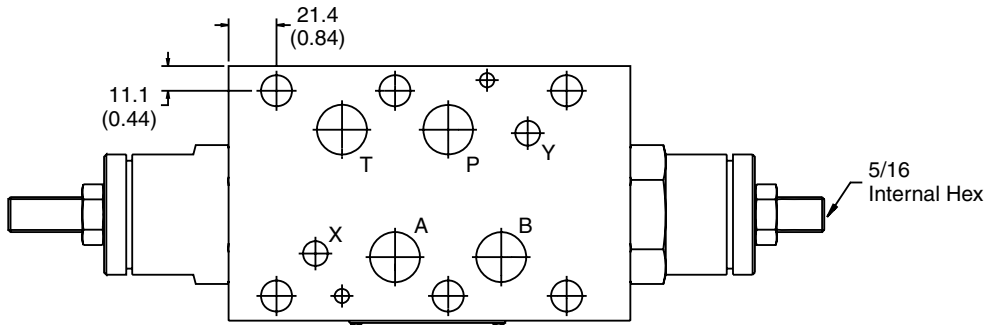 21.4
(0.84)
11.1
(0.44)
T
P
Y
5/16
Internal Hex
X
A
B